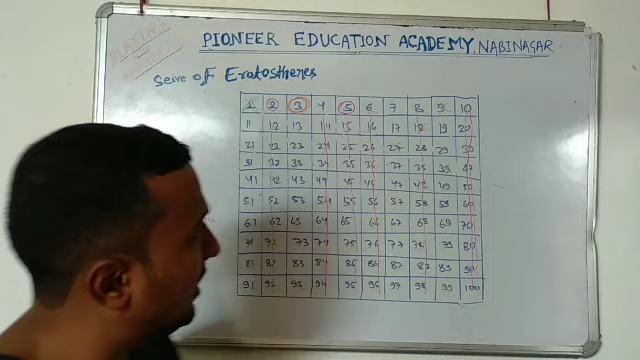 PIONEER EDUCATION ACADEMY, NABINAGAR
Seive of Eratosthenes
1 2 3 4 5 6 7 8 9 10
11 12 13 14 15 16 17 18 19 20
21 22 23 24 25 26 27 28 29 30
31 32 33 34 35 36 37 38 39 40
41 42 43 44 45 46 47 48 49 50
51 52 53 54 55 56 57 58 59 60
61 62 63 64 65 66 67 68 69 70
71 72 73 74 75 76 77 78 79 80
81 82 83 84 85 86 87 88 89 90
91 92 93 94 95 96 97 98 99 100